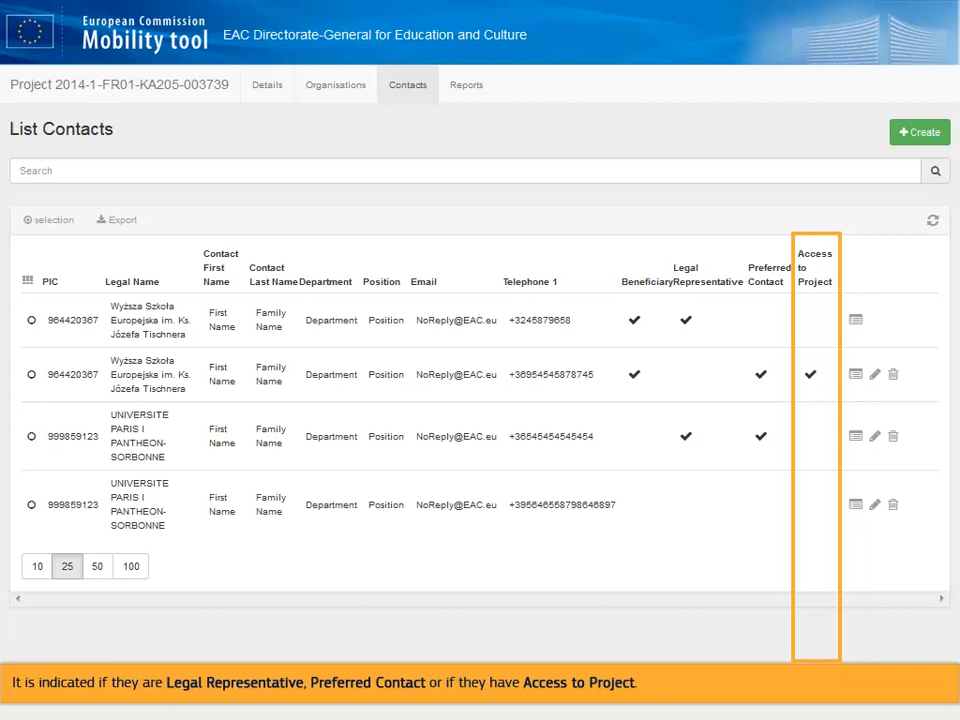 European Commission
Mobility tool
EAC Directorate-General for Education and Culture
Project 2014-1-FR01-KA205-003739
Details
Organisations
Contacts
Reports
List Contacts
Create
Search
selection
Export
PIC
Legal Name
Contact
First
Name
Contact
Last Name
Department
Position
Email
Telephone 1
Beneficiary
Legal
Representative
Preferred
Contact
Access
to
Project
964420367
Wyższa Szkoła
Europejska im. Ks.
Józefa Tischnera
First
Name
Family
Name
Department
Position
NoReply@EAC.eu
+3245879658
964420367
Wyższa Szkoła
Europejska im. Ks.
Józefa Tischnera
First
Name
Family
Name
Department
Position
NoReply@EAC.eu
+36954545878745
999859123
UNIVERSITE
PARIS I
PANTHEON-
SORBONNE
First
Name
Family
Name
Department
Position
NoReply@EAC.eu
+36545454545454
999859123
UNIVERSITE
PARIS I
PANTHEON-
SORBONNE
First
Name
Family
Name
Department
Position
NoReply@EAC.eu
+395646558798646897
10
25
50
100
It is indicated if they are Legal Representative, Preferred Contact or if they have Access to Project.